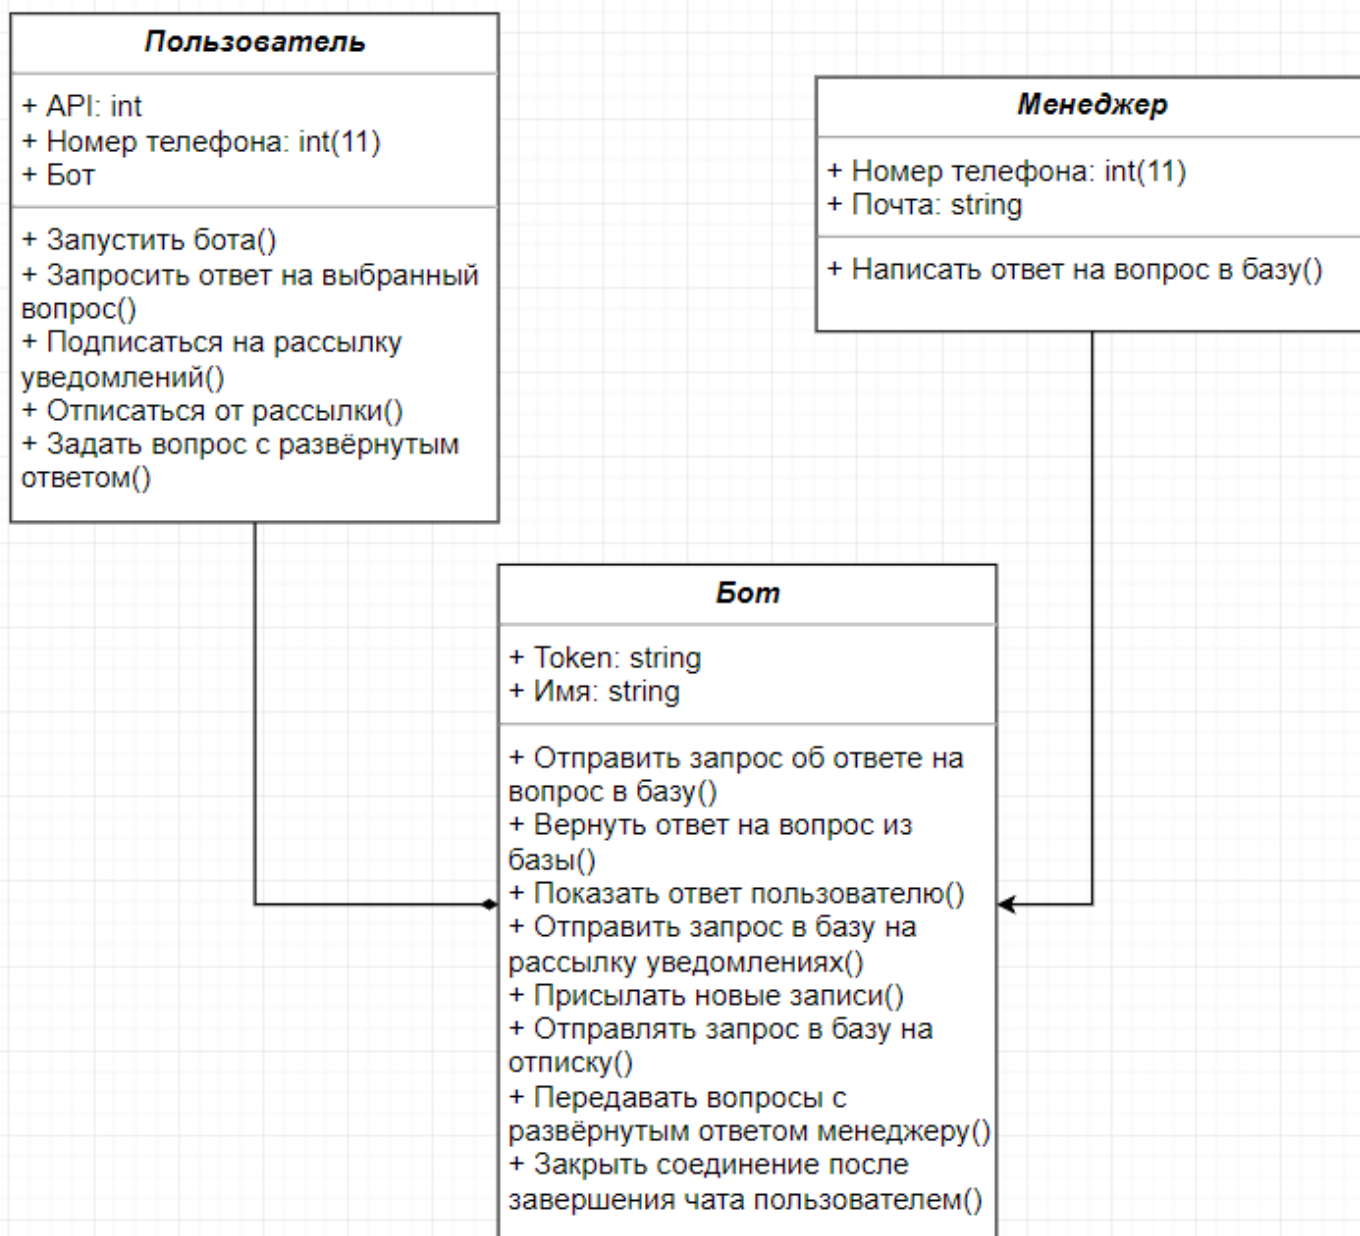 Пользователь
+ API: int
+ Номер телефона: int(11)
+ Бот
+ Запустить бота()
+ Запросить ответ на выбранный
вопрос()
+ Подписаться на рассылку
уведомлений()
+ Отписаться от рассылки()
+ Задать вопрос с развёрнутым
ответом()
Менеджер
+ Номер телефона: int(11)
+ Почта: string
+ Написать ответ на вопрос в базу()
Бот
+ Token: string
+ Имя: string
+ Отправить запрос об ответе на
вопрос в базу()
+ Вернуть ответ на вопрос из
базы()
+ Показать ответ пользователю()
+ Отправить запрос в базу на
рассылку уведомлениях()
+ Присылать новые записи()
+ Отправлять запрос в базу на
отписку()
+ Передавать вопросы с
развёрнутым ответом менеджеру()
+ Закрыть соединение после
завершения чата пользователем()